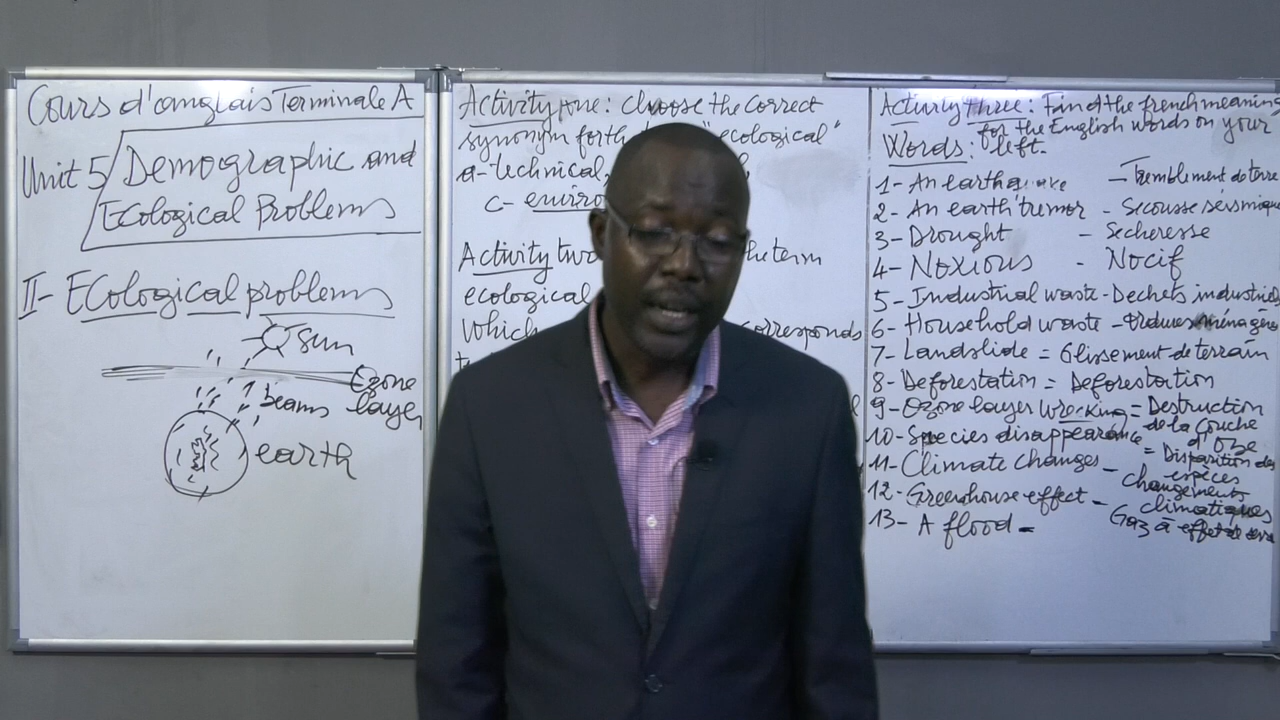 Cours d'anglais Terminale A
Unit 5 Demographic and
Ecological Problems
II- Ecological problems
sun
Ozone
layer
beams
earth
Activity one: Choose the correct
synonym for "ecological"
a- technical,
c-
Activity two term
ecological
Which corresponds
Activity three: Find the french meaning
for the English words on your
left.
Words:
1- An earthquake - Tremblement de terre
2- An earth tremor - Secousse séismique
3- Drought - Secheresse
4- Noxious - Nocif
5- Industrial waste - Dechets industriels
6- Household waste -
7- Landslide = Glissement de terrain
8- Deforestation = Deforestation
9- Ozone layer wrecking = Destruction
de la Couche
d'Ozone
10- Species disappearance = Disparition des
espèces
11- Climate changes - changements
climatiques
12- Greenhouse effect - Gaz à effet de serre
13- A flood =